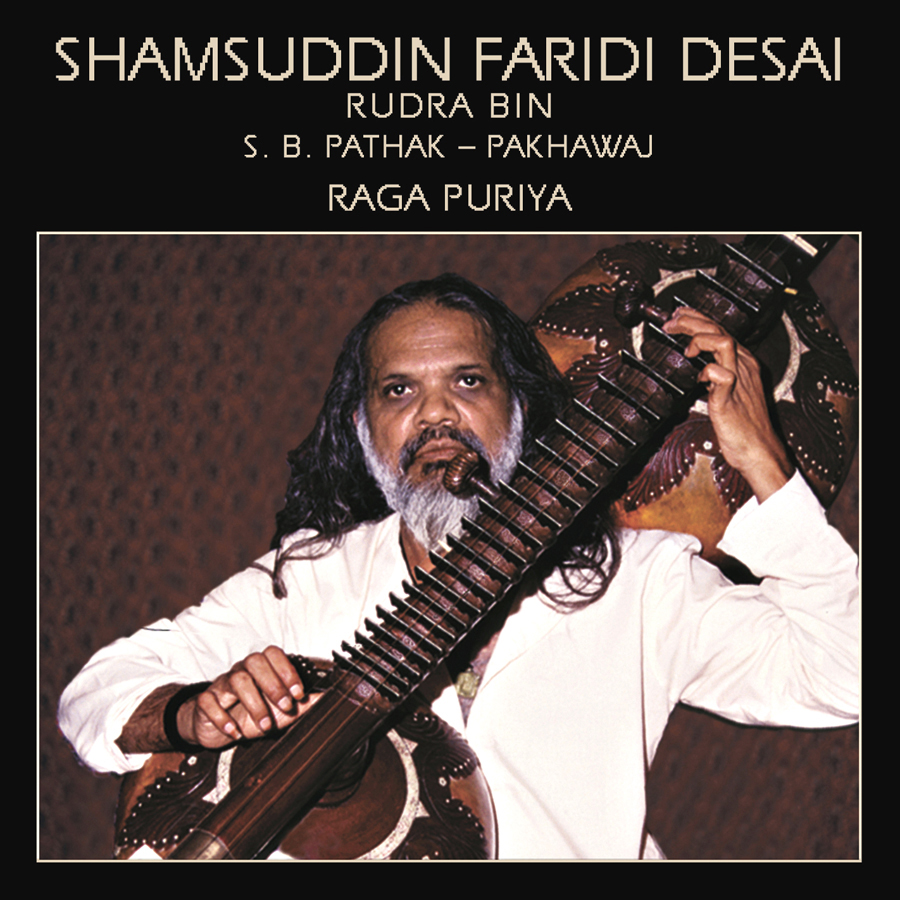 SHAMSUDDIN FARIDI DESAI
RUDRA BIN
S. B. PATHAK – PAKHAWAJ
RAGA PURIYA